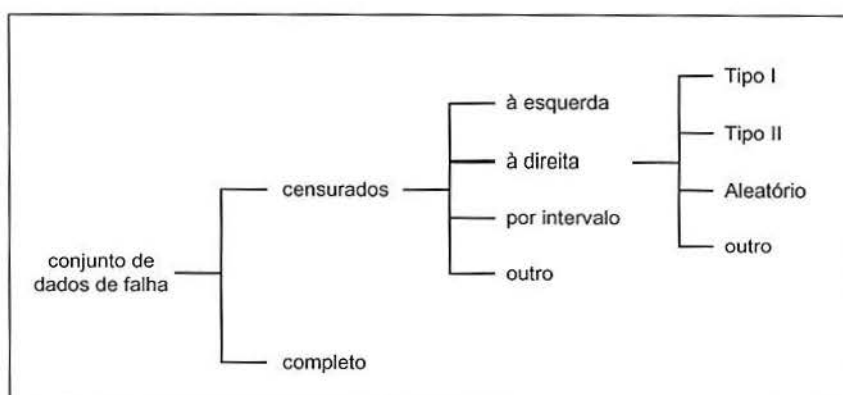 conjunto de
dados de falha
censurados
completo
à esquerda
à direita
por intervalo
outro
Tipo I
Tipo II
Aleatório
outro